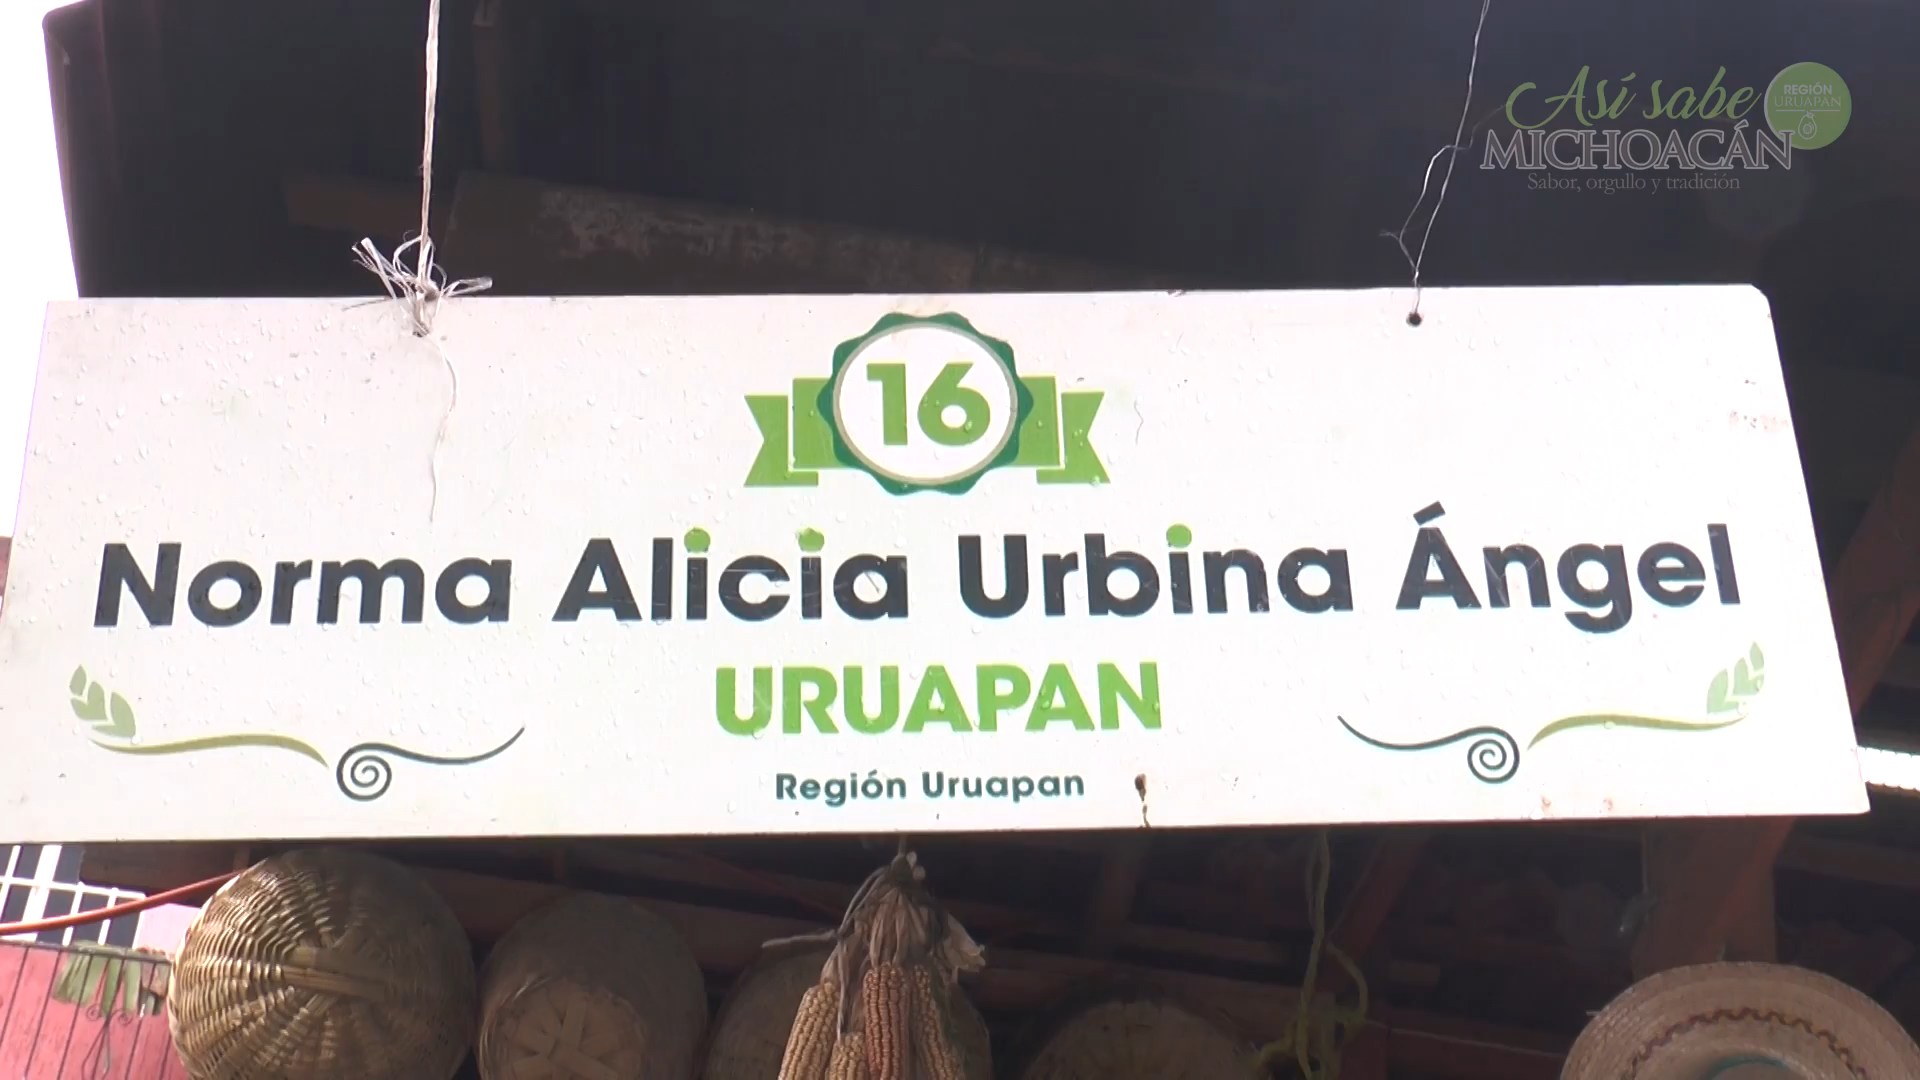 Así sabe
MICHOACÁN
Sabor, orgullo y tradición
REGIÓN
URUAPAN
16
Norma Alicia Urbina Ángel
URUAPAN
Región Uruapan